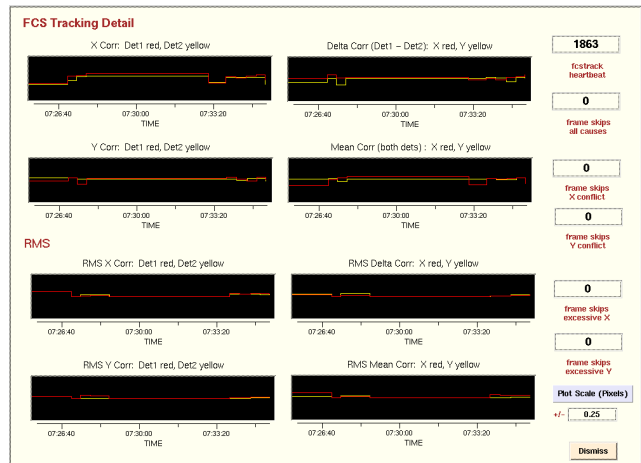 FCS Tracking Detail
X Corr: Det1 red, Det2 yellow
Delta Corr (Det1 – Det2): X red, Y yellow
1863
fcstrack
heartbeat
07:26:40 07:30:00 07:33:20
TIME
07:26:40 07:30:00 07:33:20
TIME
0
frame skips
all causes
Y Corr: Det1 red, Det2 yellow
Mean Corr (both dets) : X red, Y yellow
0
frame skips
X conflict
07:26:40 07:30:00 07:33:20
TIME
07:26:40 07:30:00 07:33:20
TIME
0
frame skips
Y conflict
RMS
RMS X Corr: Det1 red, Det2 yellow
RMS Delta Corr: X red, Y yellow
0
frame skips
excessive X
07:26:40 07:30:00 07:33:20
TIME
07:26:40 07:30:00 07:33:20
TIME
0
frame skips
excessive Y
RMS Y Corr: Det1 red, Det2 yellow
RMS Mean Corr: X red, Y yellow
Plot Scale (Pixels)
+/- 0.25
07:26:40 07:30:00 07:33:20
TIME
07:26:40 07:30:00 07:33:20
TIME
Dismiss